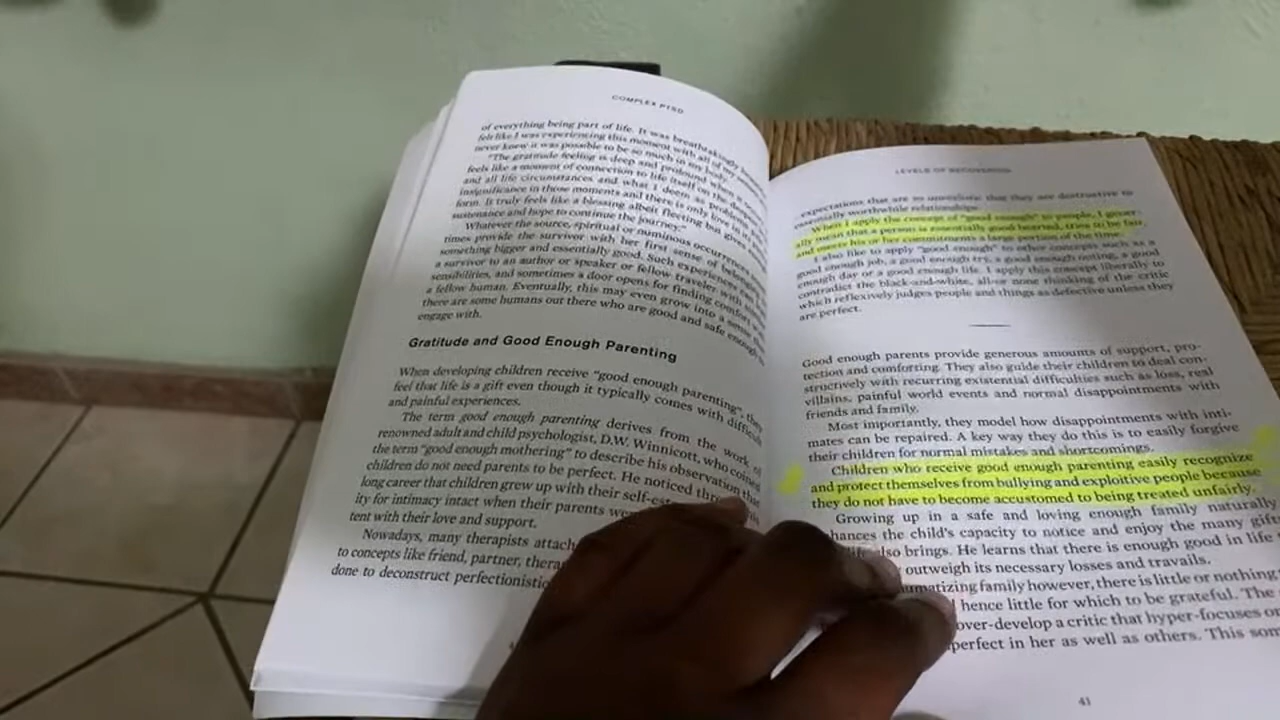 COMPLEX PTSD
of everything being part of life. It was breathtakingly
felt like I was experiencing this moment with all of my
never knew it was possible to be so much in my body.
"The gratitude feeling is deep and profound when it
feels like a moment of connection to life itself on the
and all life circumstances and what I deem as problems
insignificance in those moments and there is only love in
form. It truly feels like a blessing albeit fleeting but gives
sustenance and hope to continue the journey."
Whatever the source, spiritual or numinous occurrences
times provide the survivor with her first sense of belonging
something bigger and essentially good. Such experiences can
a survivor to an author or speaker or fellow traveler with
sensibilities, and sometimes a door opens for finding comfort
a fellow human. Eventually, this may even grow into a sense that
there are some humans out there who are good and safe enough to
engage with.
Gratitude and Good Enough Parenting
When developing children receive "good enough parenting", they
feel that life is a gift even though it typically comes with difficult
and painful experiences.
The term good enough parenting derives from the work of
renowned adult and child psychologist, D.W. Winnicott, who coined
the term "good enough mothering" to describe his observation that
children do not need parents to be perfect. He noticed
long career that children grew up with their
ity for intimacy intact when their parents
tent with their love and support.
Nowadays, many therapists
to concepts like friend, partner,
done to deconstruct
LEVELS OF RECOVERING
expectations that are so unrealistic that they are destructive to
essentially worthwhile relationships.
When I apply the concept of "good enough" to people, I gener-
ally mean that a person is essentially good hearted, tries to be fair,
and meets his or her commitments a large portion of the time.
I also like to apply "good enough" to other concepts such as a
good enough job, a good enough try, a good enough outing, a good
enough day or a good enough life. I apply this concept liberally to
contradict the black-and-white, all-or-none thinking of the critic
which reflexively judges people and things as defective unless they
are perfect.
Good enough parents provide generous amounts of support, pro-
tection and comforting. They also guide their children to deal con-
structively with recurring existential difficulties such as loss, real
villains, painful world events and normal disappointments with
friends and family.
Most importantly, they model how disappointments with inti-
mates can be repaired. A key way they do this is to easily forgive
their children for normal mistakes and shortcomings.
Children who receive good enough parenting easily recognize
and protect themselves from bullying and exploitive people because
they do not have to become accustomed to being treated unfairly.
Growing up in a safe and loving enough family naturally
hances the child's capacity to notice and enjoy the many gifts
also brings. He learns that there is enough good in life
outweigh its necessary losses and travails.
family however, there is little or nothing
hence little for which to be grateful. The
over-develop a critic that hyper-focuses on
perfect in her as well as others. This
41